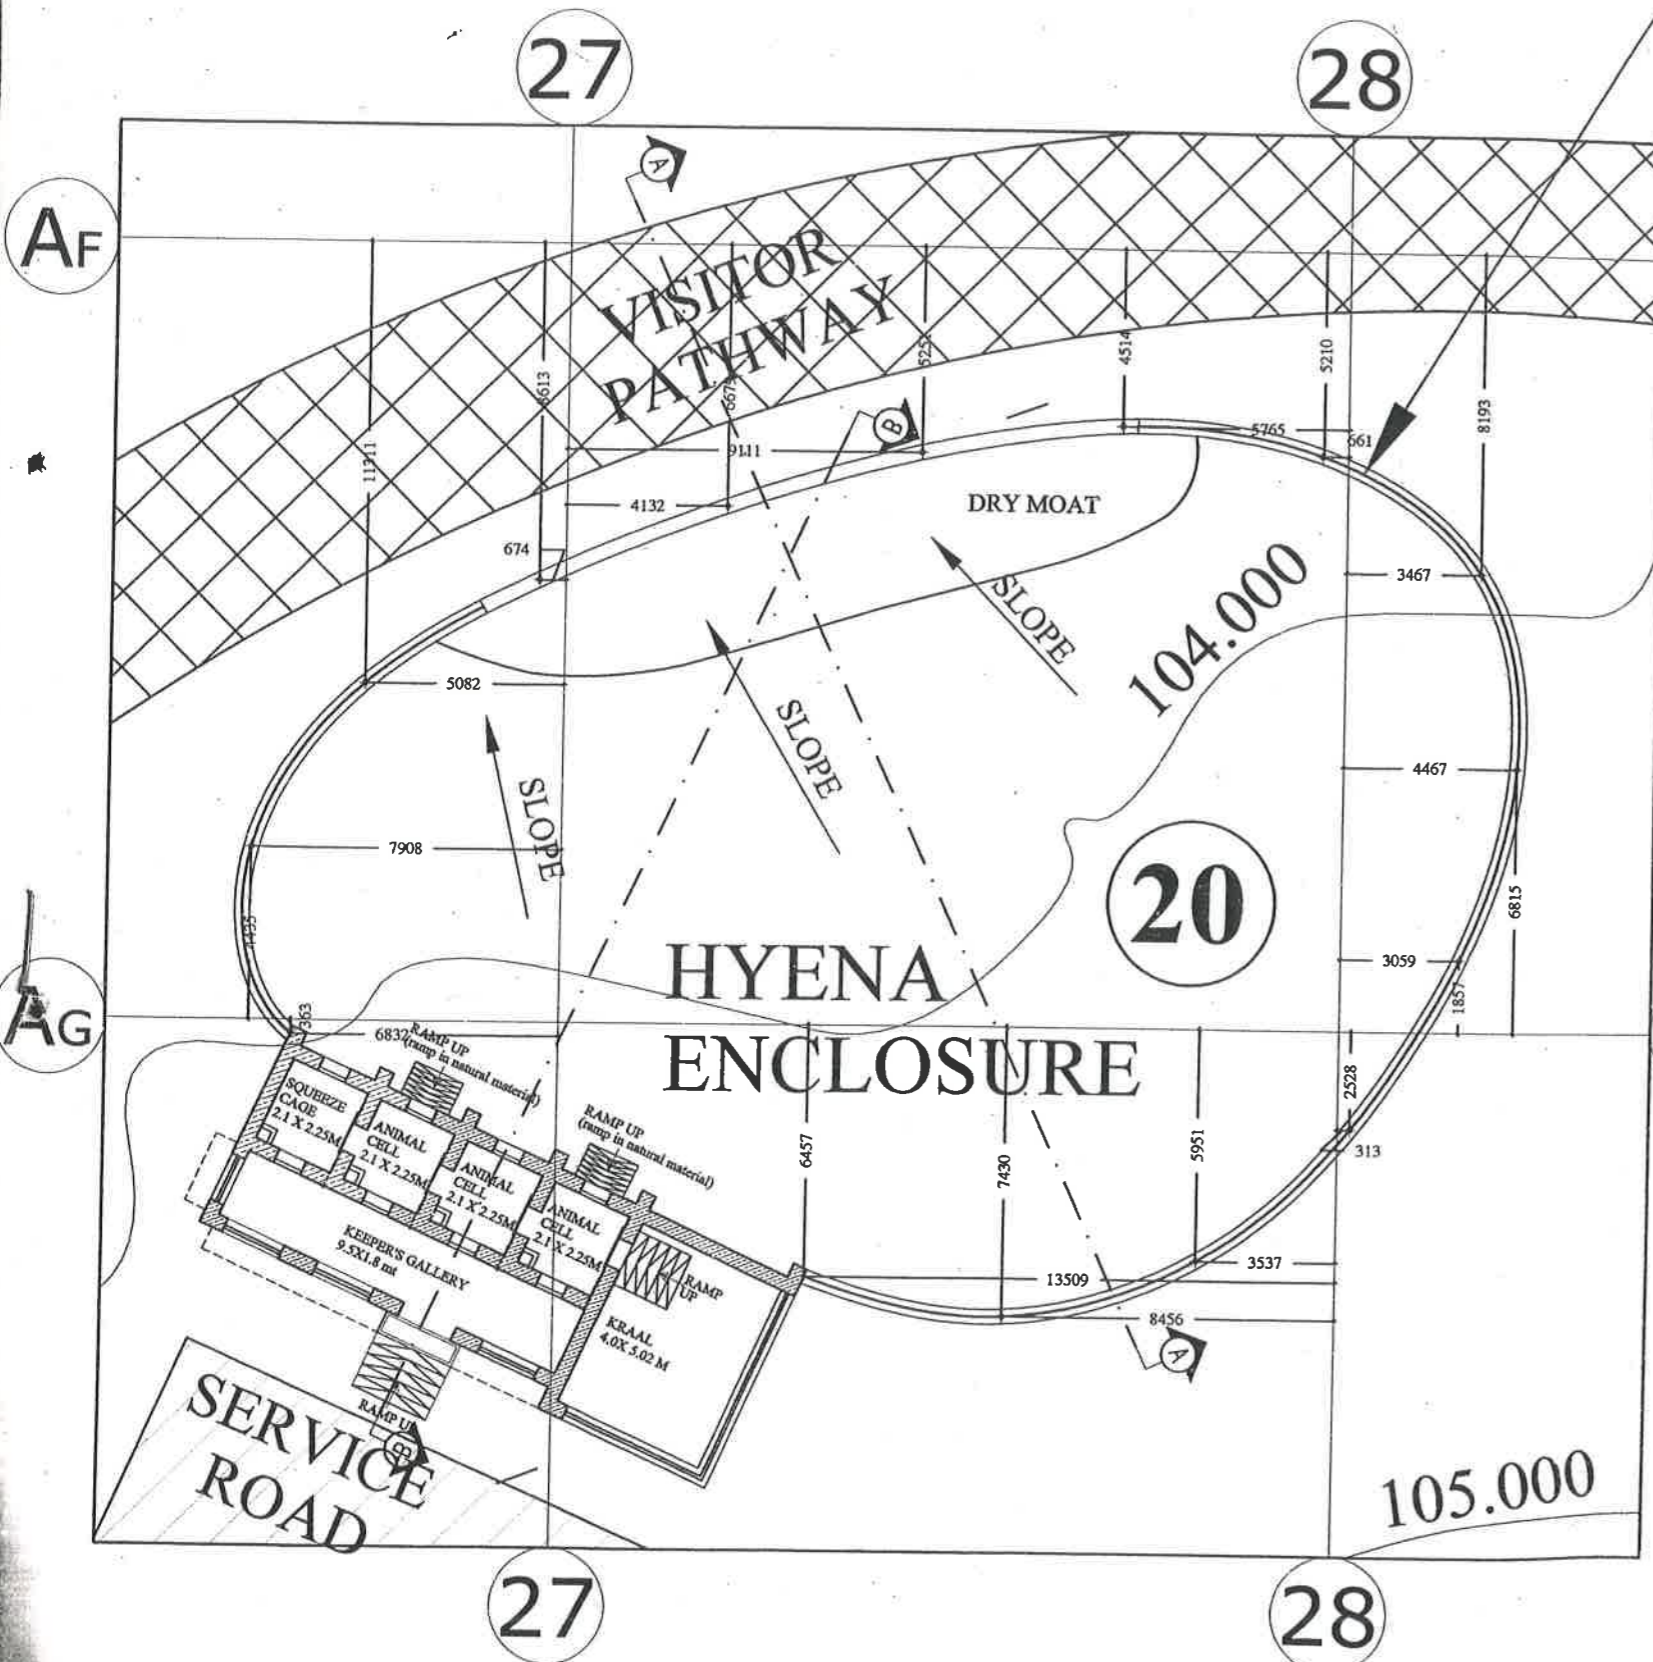 27
28
A
AF
VISITOR
PATHWAY
4514
5210
8193
B
5765
661
9111
4132
DRY MOAT
674
3467
SLOPE
104.000
5082
SLOPE
4467
SLOPE
7908
20
6815
HYENA
3059
1857
363
6832
AG
RAMP UP
(ramp in natural material)
ENCLOSURE
2528
SQUEEZE
CAGE
2.1 X 2.25M
ANIMAL
CELL
2.1 X 2.25M
RAMP UP
(ramp in natural material)
6457
7430
5951
313
ANIMAL
CELL
2.1 X 2.25M
ANIMAL
CELL
2.1 X 2.25M
KEEPER'S GALLERY
9.5X1.8 mt
RAMP
UP
13509
3537
8456
KRAAL
4.0X 5.02 M
A
RAMP UP
B
SERVICE
ROAD
105.000
27
28